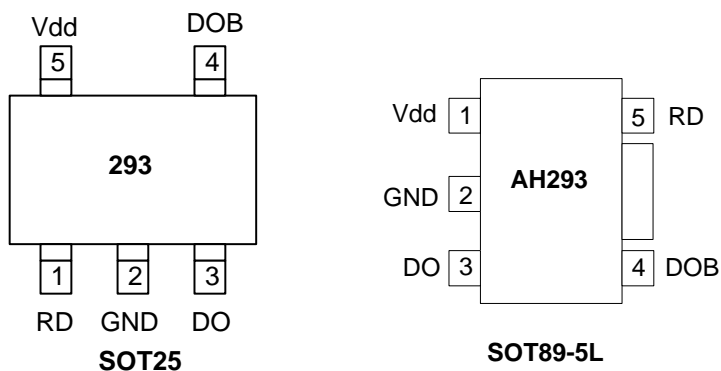 Vdd DOB
5 4
293
1 2 3
RD GND DO
SOT25
Vdd 1 5 RD
AH293
GND 2
DO 3 4 DOB
SOT89-5L